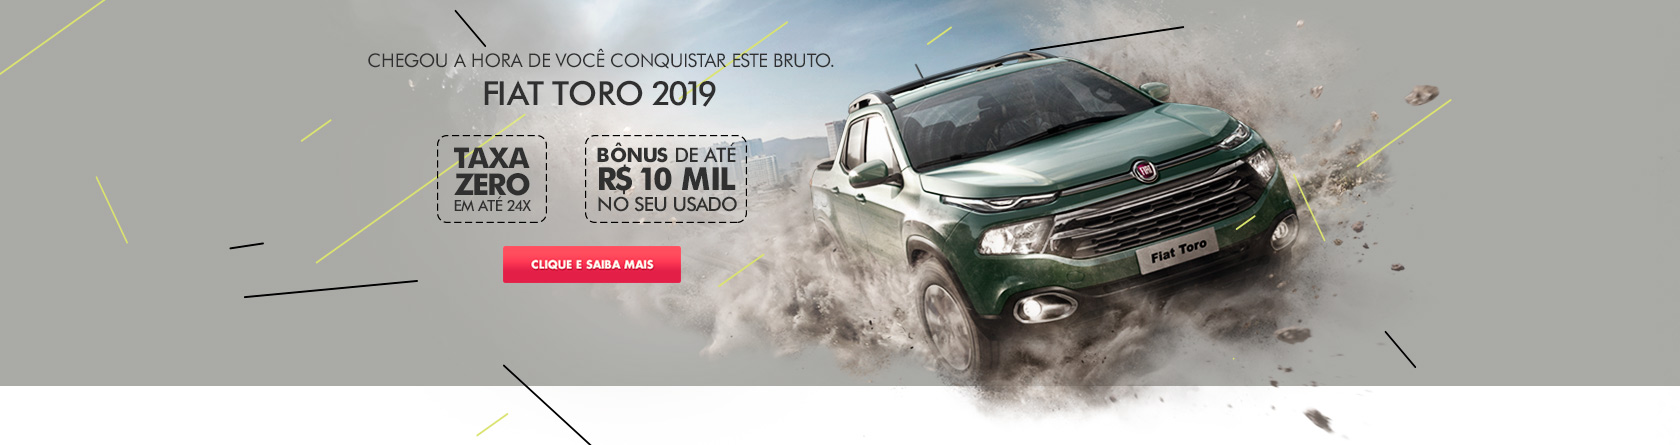 CHEGOU A HORA DE VOCÊ CONQUISTAR ESTE BRUTO.
FIAT TORO 2019
TAXA
ZERO
EM ATÉ 24X
BÔNUS DE ATÉ
R$ 10 MIL
NO SEU USADO
CLIQUE E SAIBA MAIS
FIAT
Fiat Toro